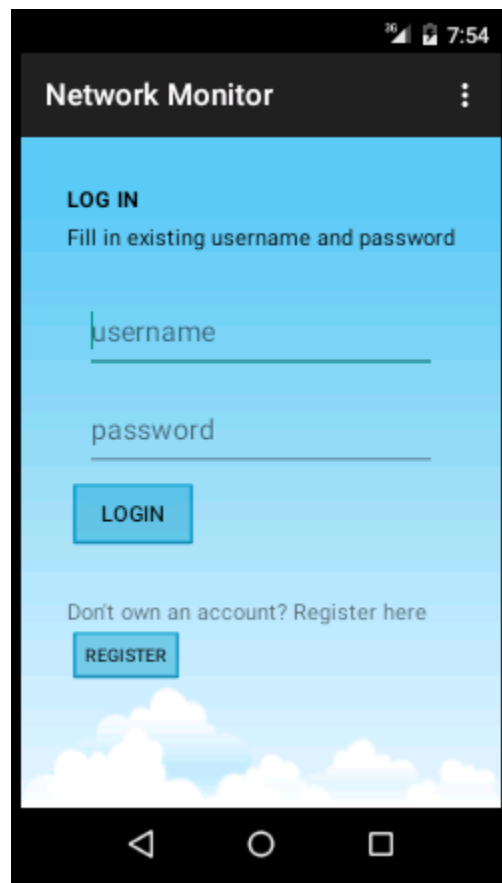 3G 7:54
Network Monitor
LOG IN
Fill in existing username and password
username
password
LOGIN
Don't own an account? Register here
REGISTER